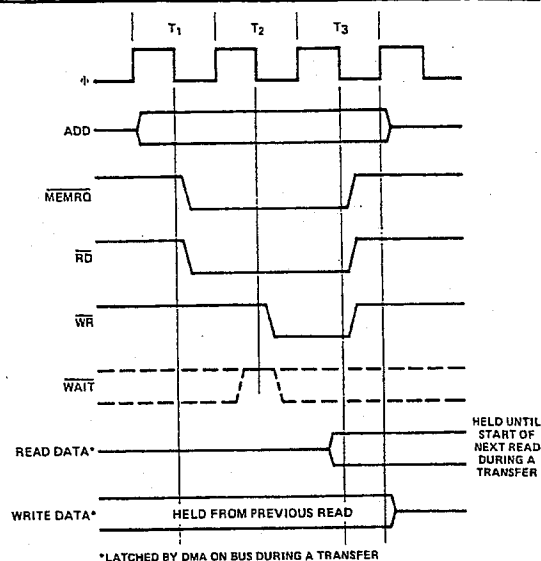 T1 T2 T3
Φ
ADD
MEMRQ
RD
WR
WAIT
READ DATA*
HELD UNTIL
START OF
NEXT READ
DURING A
TRANSFER
WRITE DATA*
HELD FROM PREVIOUS READ
*LATCHED BY DMA ON BUS DURING A TRANSFER